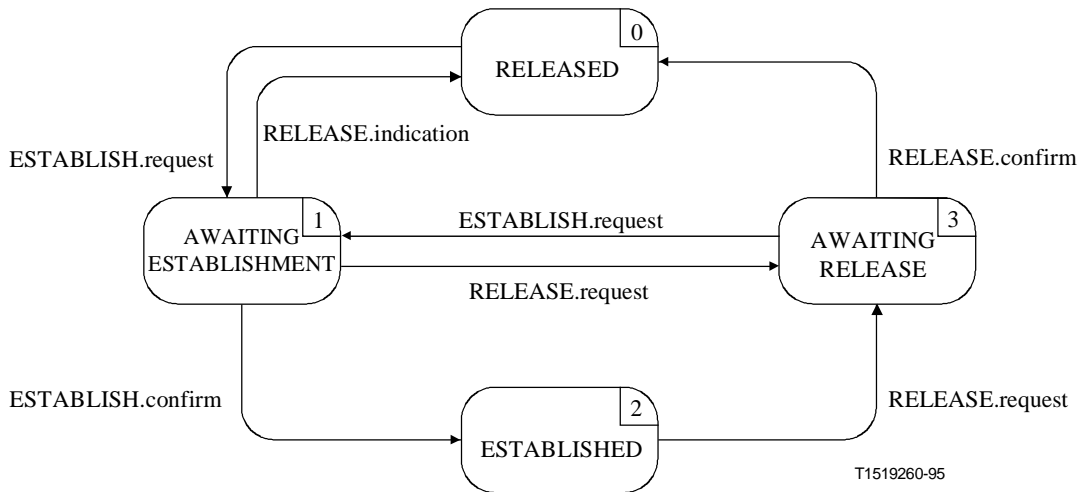 0
RELEASED
RELEASE.indication
ESTABLISH.request
RELEASE.confirm
1
AWAITING
ESTABLISHMENT
ESTABLISH.request
RELEASE.request
3
AWAITING
RELEASE
ESTABLISH.confirm
2
ESTABLISHED
RELEASE.request
T1519260-95